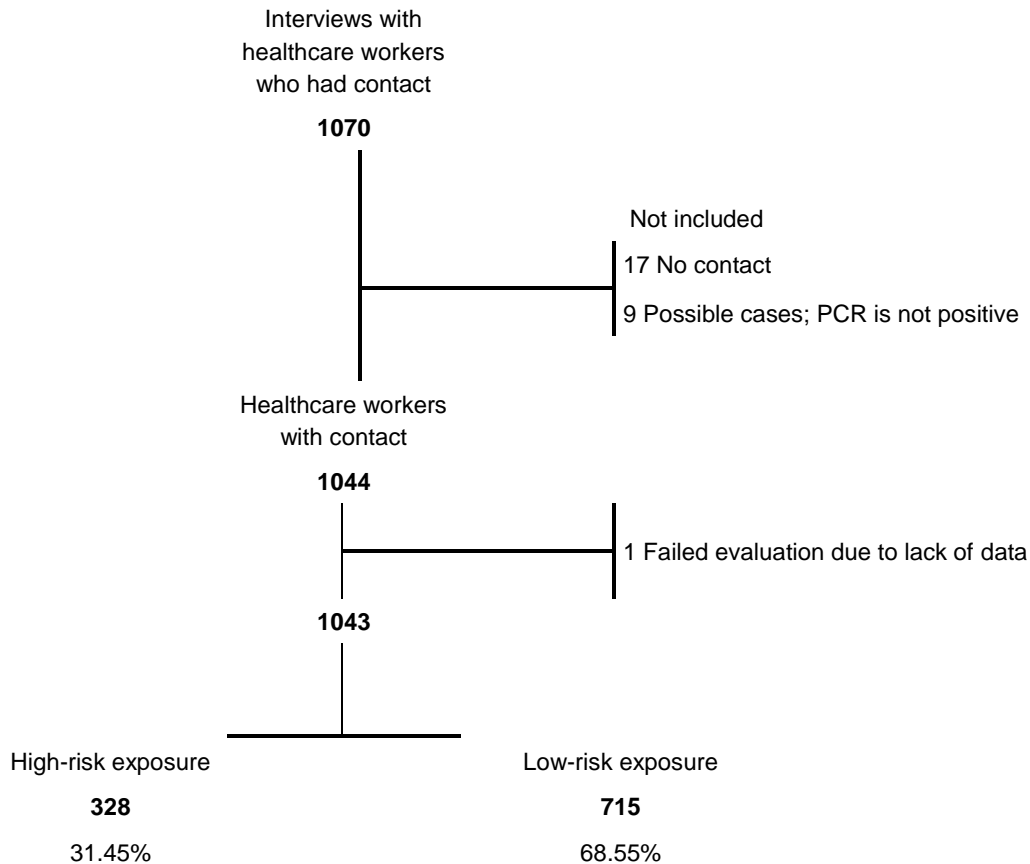 Interviews with
healthcare workers
who had contact
1070
Not included
17 No contact
9 Possible cases; PCR is not positive
Healthcare workers
with contact
1044
1 Failed evaluation due to lack of data
1043
High-risk exposure
328
31.45%
Low-risk exposure
715
68.55%